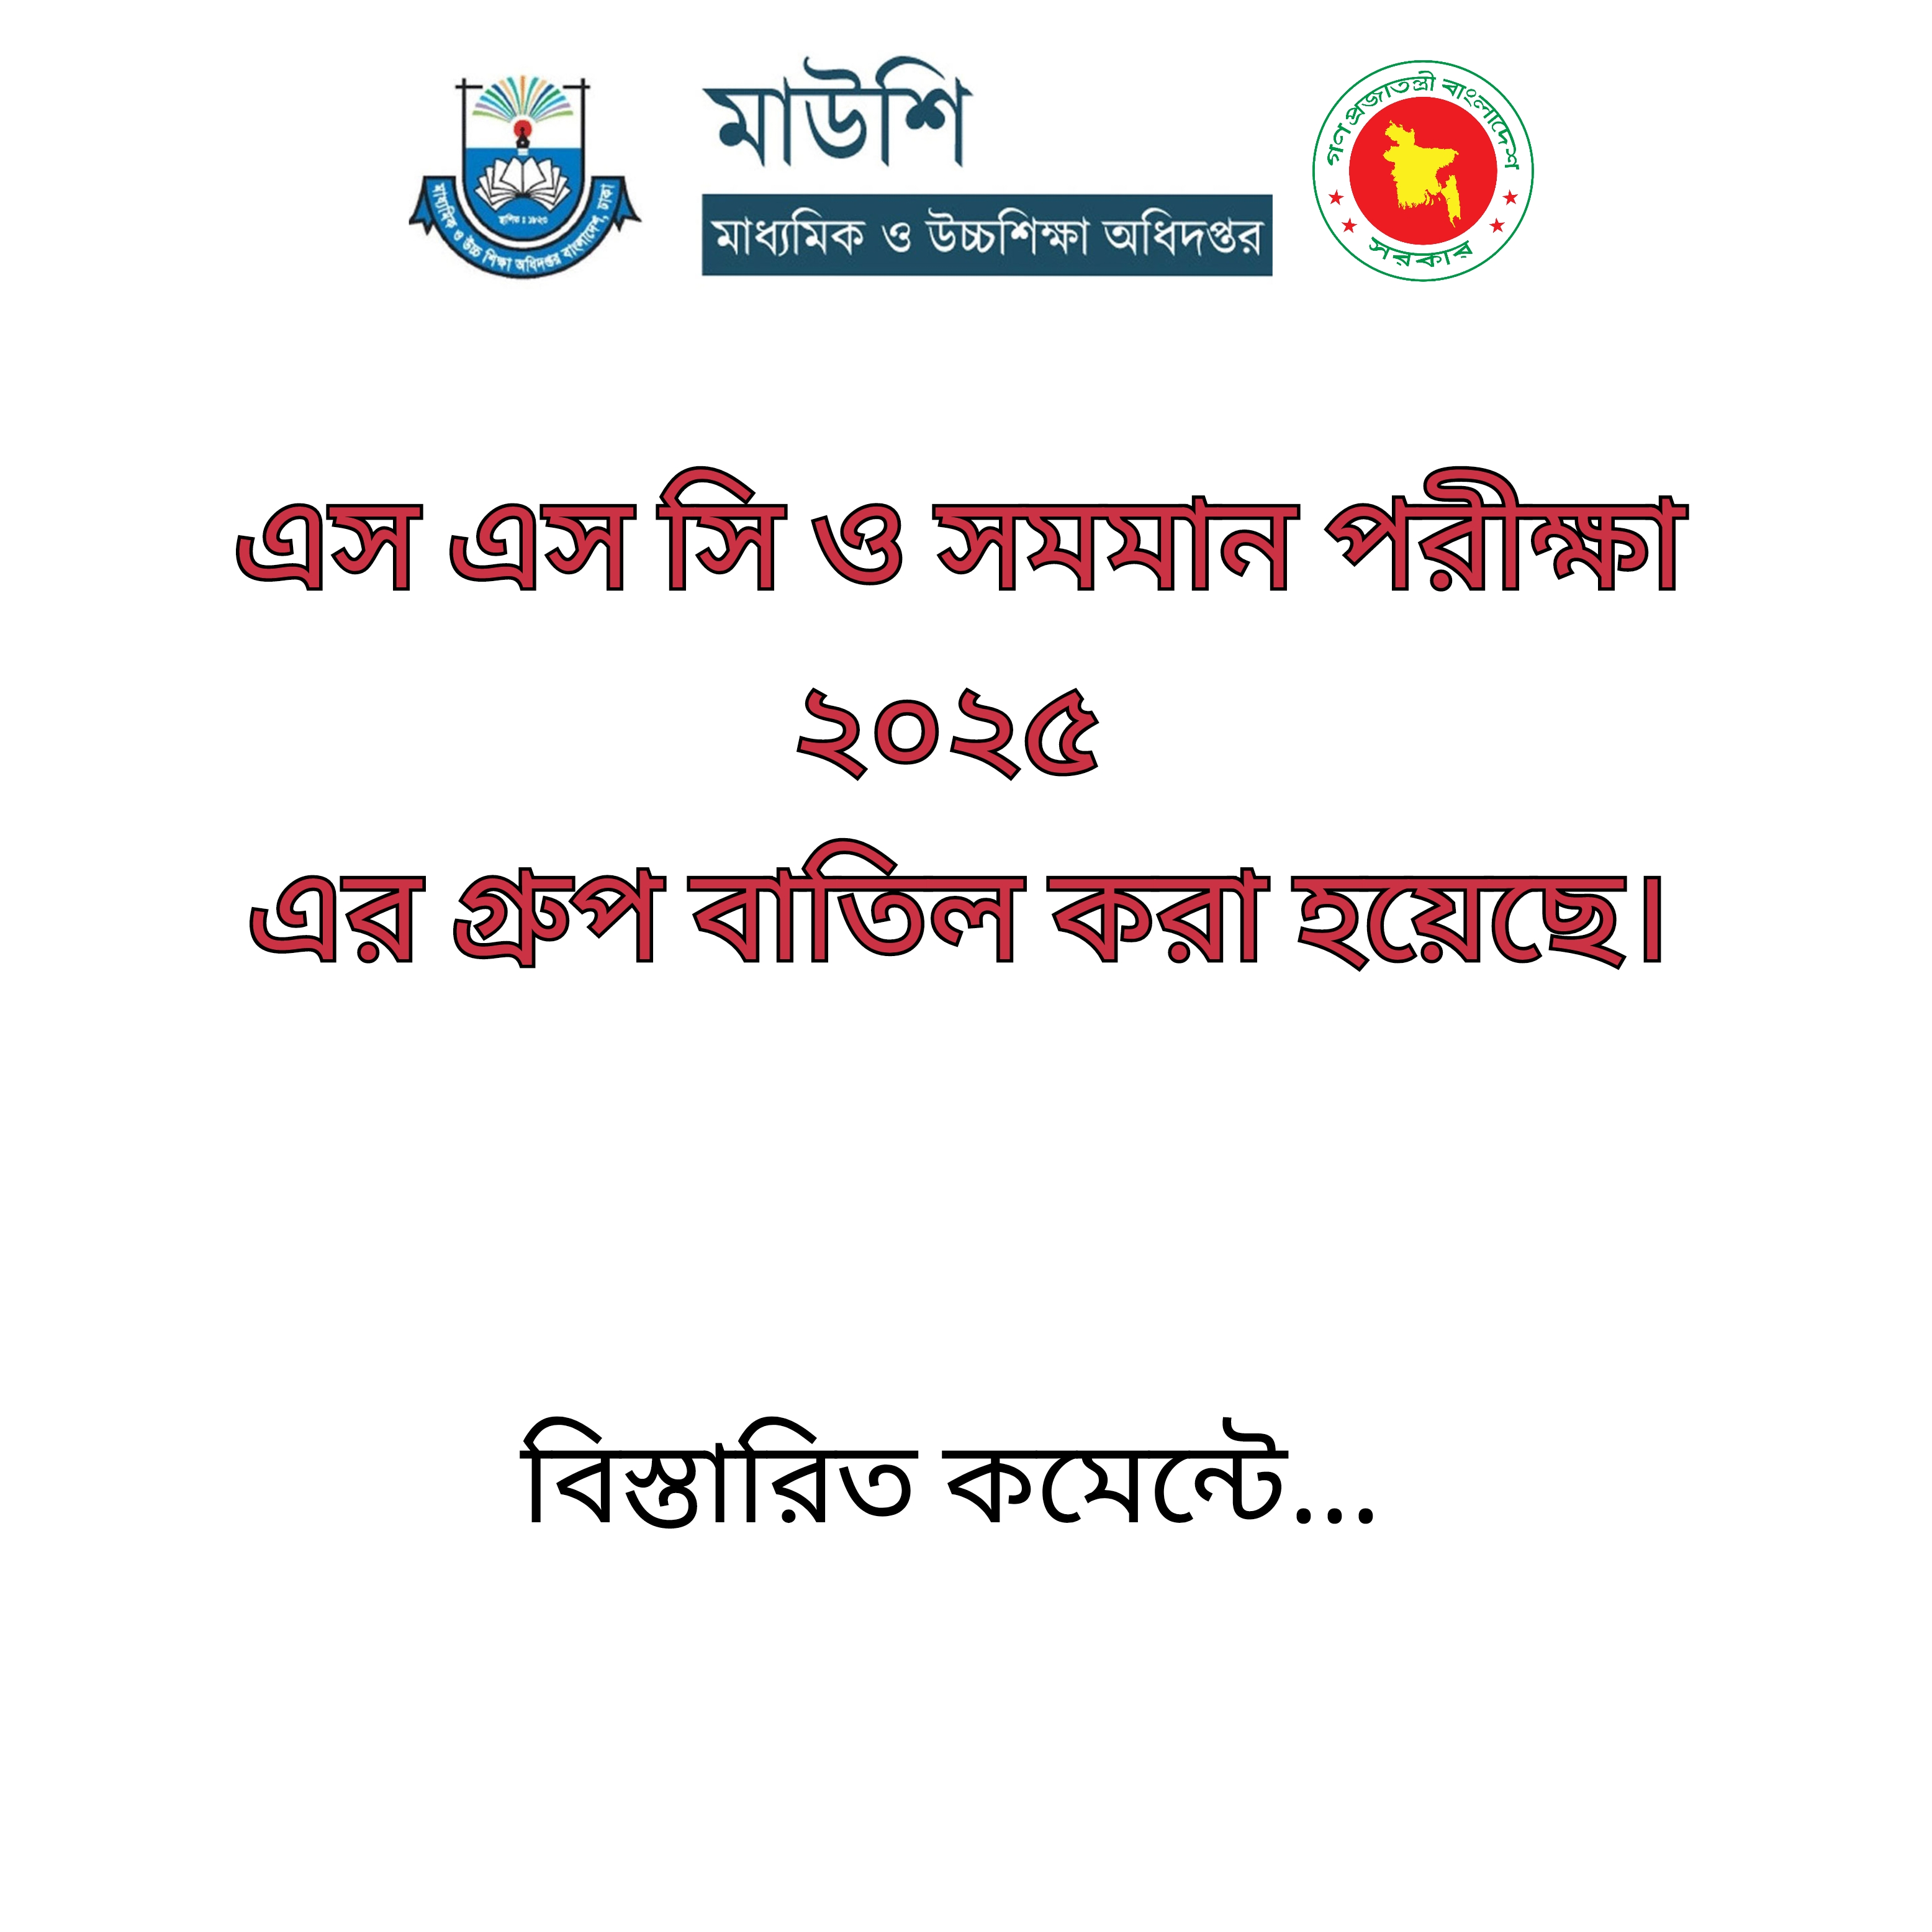 মাউশি
মাধ্যমিক ও উচ্চশিক্ষা অধিদপ্তর
স্থাপিত : ১৯২৩
মাধ্যমিক ও উচ্চ শিক্ষা অধিদপ্তর বাংলাদেশ, ঢাকা
গণপ্রজাতন্ত্রী বাংলাদেশ
সরকার
এস এস সি ও সমমান পরীক্ষা
২০২৫
এর গ্রুপ বাতিল করা হয়েছে।
বিস্তারিত কমেন্টে...